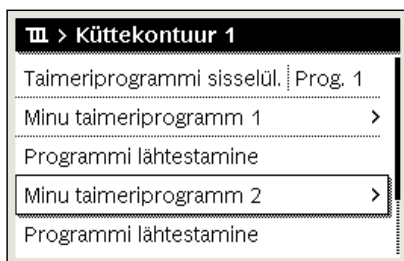 > Küttekontuur 1
Taimeriprogrammi sisselül. Prog. 1
Minu taimeriprogramm 1 >
Programmi lähtestamine
Minu taimeriprogramm 2 >
Programmi lähtestamine